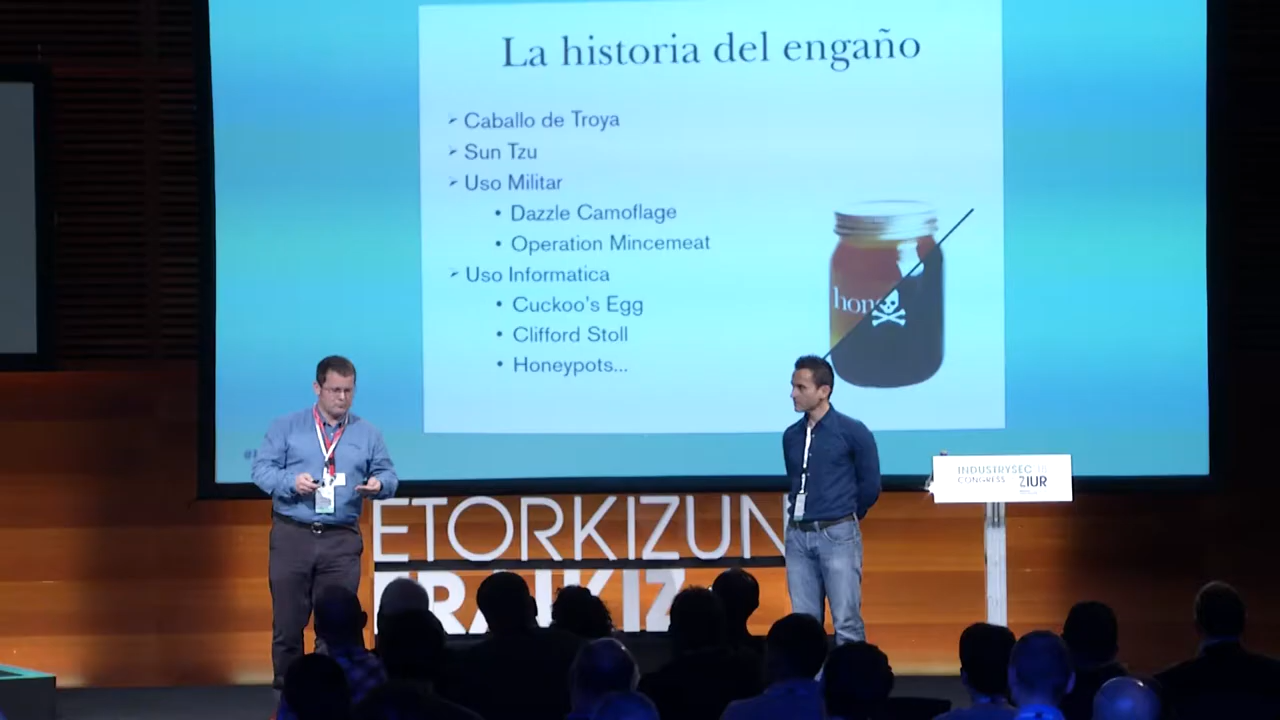 La historia del engaño
Caballo de Troya
Sun Tzu
Uso Militar
Dazzle Camoflage
Operation Mincemeat
Uso Informatica
Cuckoo's Egg
Clifford Stoll
Honeypots...
hon
INDUSTRYSEC
CONGRESS ZIUR
ETORKIZUN
ERAIKIZ